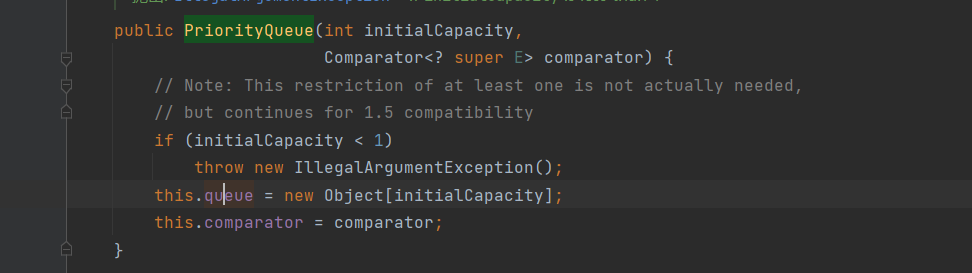 public PriorityQueue(int initialCapacity,
Comparator<? super E> comparator) {
// Note: This restriction of at least one is not actually needed,
// but continues for 1.5 compatibility
if (initialCapacity < 1)
throw new IllegalArgumentException();
this.queue = new Object[initialCapacity];
this.comparator = comparator;
}